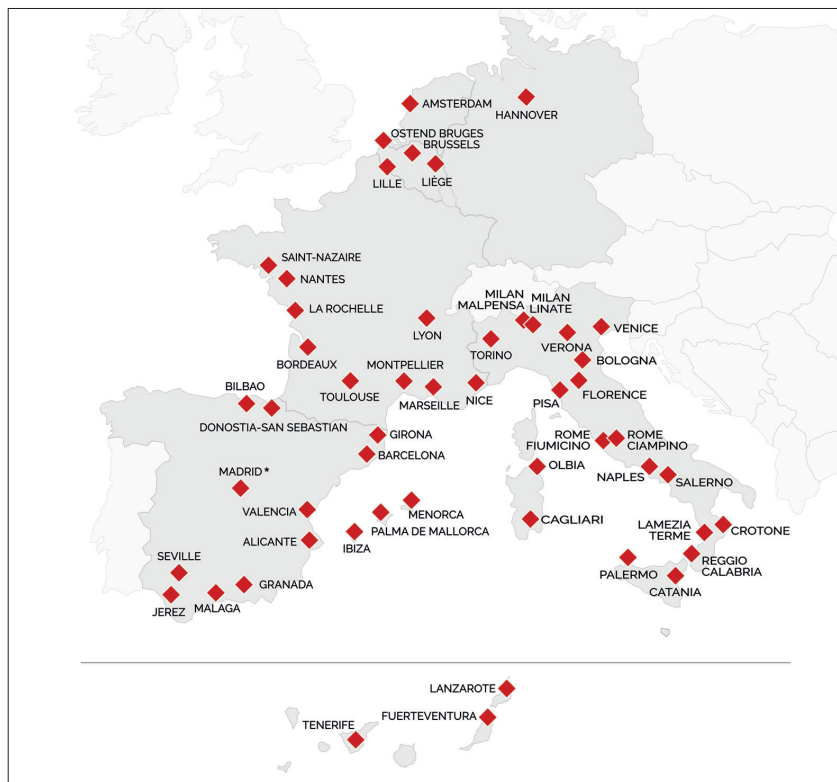 AMSTERDAM
HANNOVER
OSTEND BRUGES
BRUSSELS
LILLE
LIÈGE
SAINT-NAZAIRE
NANTES
LA ROCHELLE
LYON
MILAN
MALPENSA
MILAN
LINATE
VENICE
TORINO
VERONA
BORDEAUX
MONTPELLIER
BOLOGNA
TOULOUSE
MARSEILLE
NICE
PISA
FLORENCE
BILBAO
DONOSTIA-SAN SEBASTIAN
GIRONA
BARCELONA
ROME
FIUMICINO
ROME
CIAMPINO
MADRID *
OLBIA
NAPLES
SALERNO
VALENCIA
MENORCA
PALMA DE MALLORCA
IBIZA
CAGLIARI
ALICANTE
LAMEZIA
TERME
CROTONE
SEVILLE
GRANADA
JEREZ
MALAGA
PALERMO
REGGIO
CALABRIA
CATANIA
LANZAROTE
FUERTEVENTURA
TENERIFE